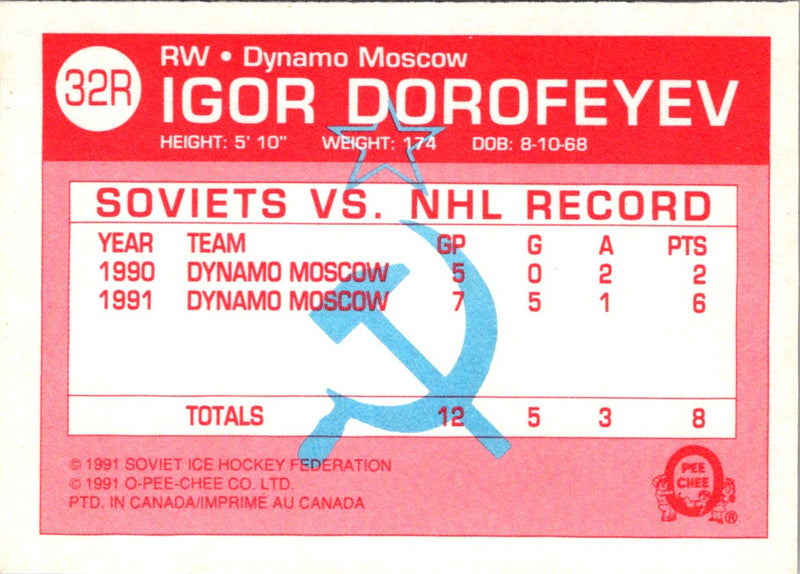 32R
RW • Dynamo Moscow
IGOR DOROFEYEV
HEIGHT: 5' 10" WEIGHT: 174 DOB: 8-10-68
SOVIETS VS. NHL RECORD
YEAR TEAM GP G A PTS
1990 DYNAMO MOSCOW 5 0 2 2
1991 DYNAMO MOSCOW 7 5 1 6
TOTALS 12 5 3 8
© 1991 SOVIET ICE HOCKEY FEDERATION
© 1991 O-PEE-CHEE CO. LTD.
PTD. IN CANADA/IMPRIMÉ AU CANADA
O
PEE
CHEE
®